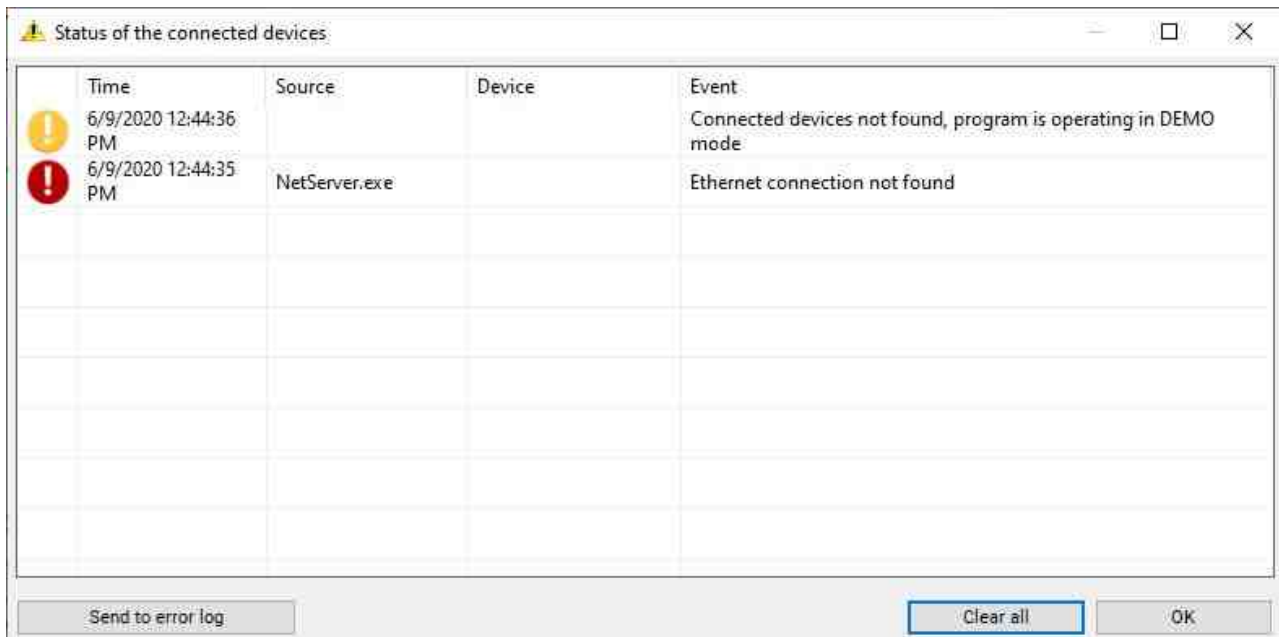 Status of the connected devices
Time Source Device Event
6/9/2020 12:44:36 PM Connected devices not found, program is operating in DEMO mode
6/9/2020 12:44:35 PM NetServer.exe Ethernet connection not found
Send to error log Clear all OK